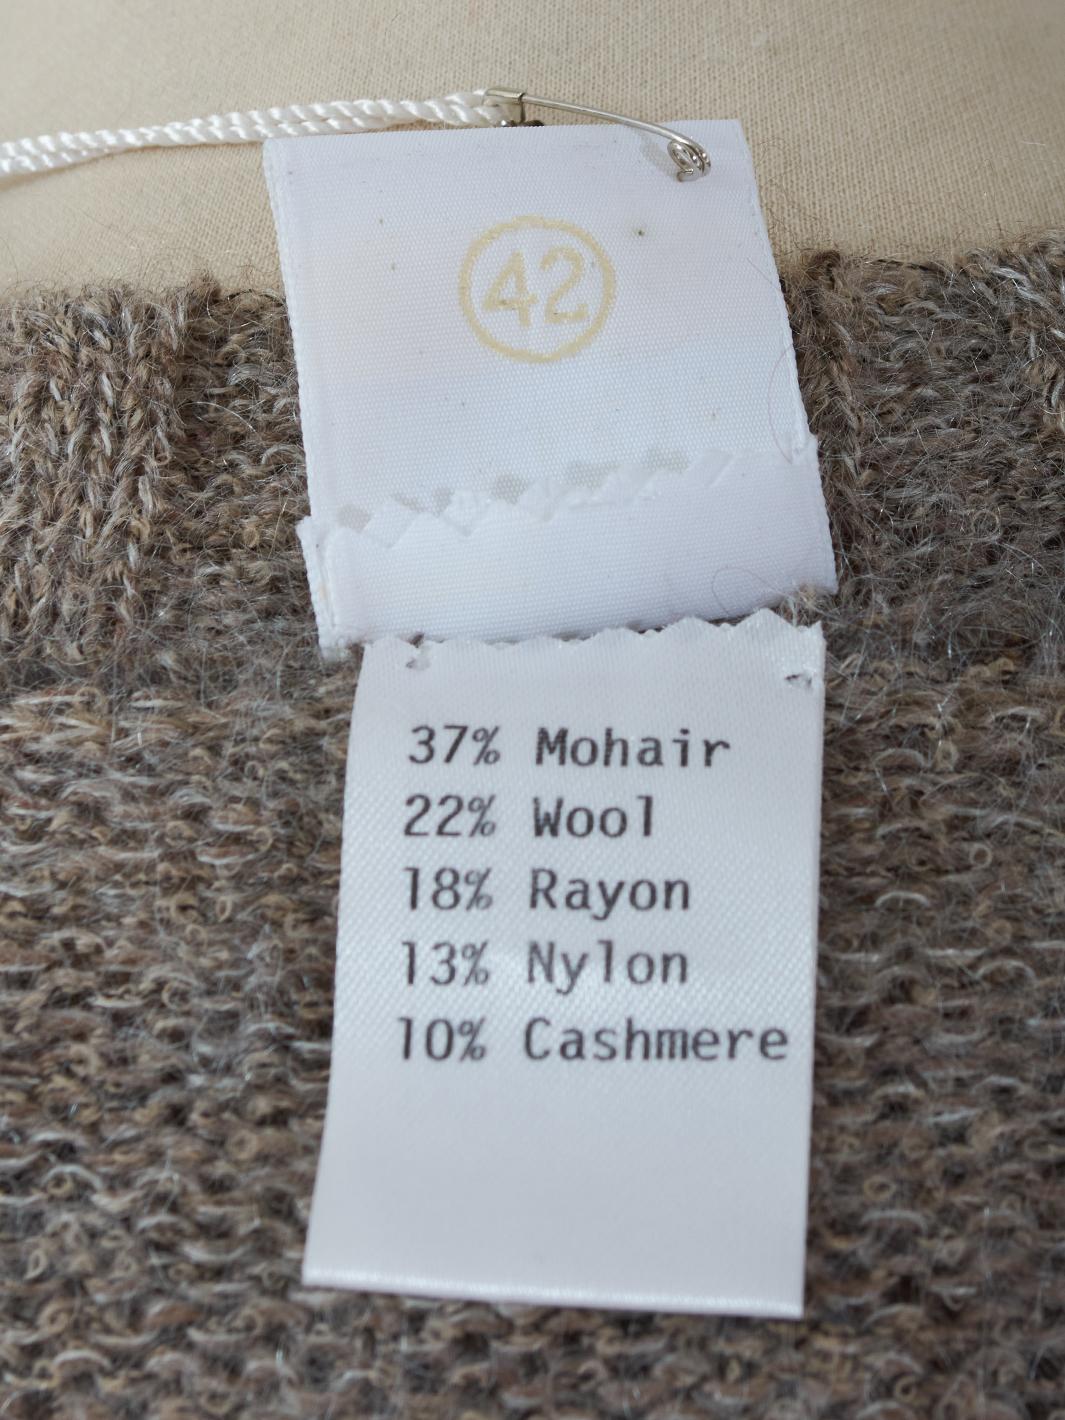 42
37% Mohair
22% Wool
18% Rayon
13% Nylon
10% Cashmere